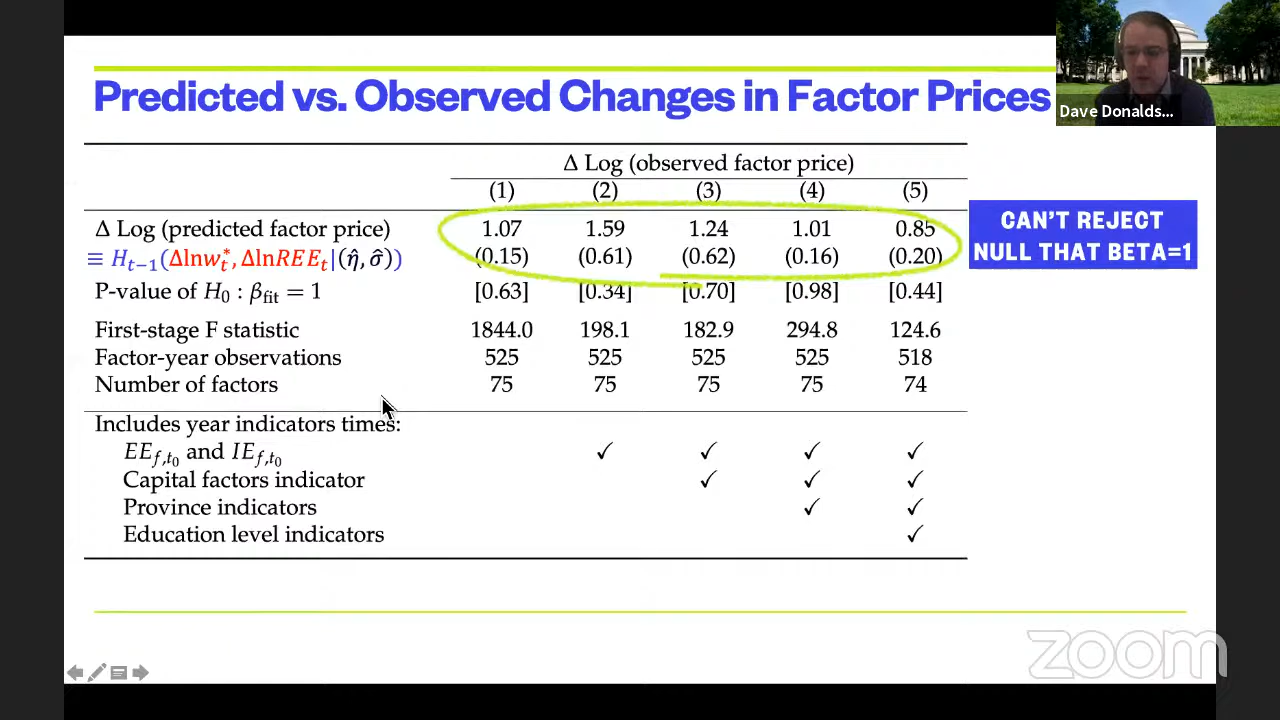 Predicted vs. Observed Changes in Factor Prices
Dave Donalds...
Δ Log (observed factor price)
(1) (2) (3) (4) (5)
Δ Log (predicted factor price) 1.07 1.59 1.24 1.01 0.85
≡ H_{t−1}(Δlnw_t^*, ΔlnREE_t|(η̂, σ̂)) (0.15) (0.61) (0.62) (0.16) (0.20)
P-value of H_0 : β_fit = 1 [0.63] [0.34] [0.70] [0.98] [0.44]
First-stage F statistic 1844.0 198.1 182.9 294.8 124.6
Factor-year observations 525 525 525 525 518
Number of factors 75 75 75 75 74
Includes year indicators times:
EE_{f,t_0} and IE_{f,t_0} ✓ ✓ ✓ ✓
Capital factors indicator ✓ ✓ ✓
Province indicators ✓ ✓
Education level indicators ✓
CAN'T REJECT
NULL THAT BETA=1
zoom